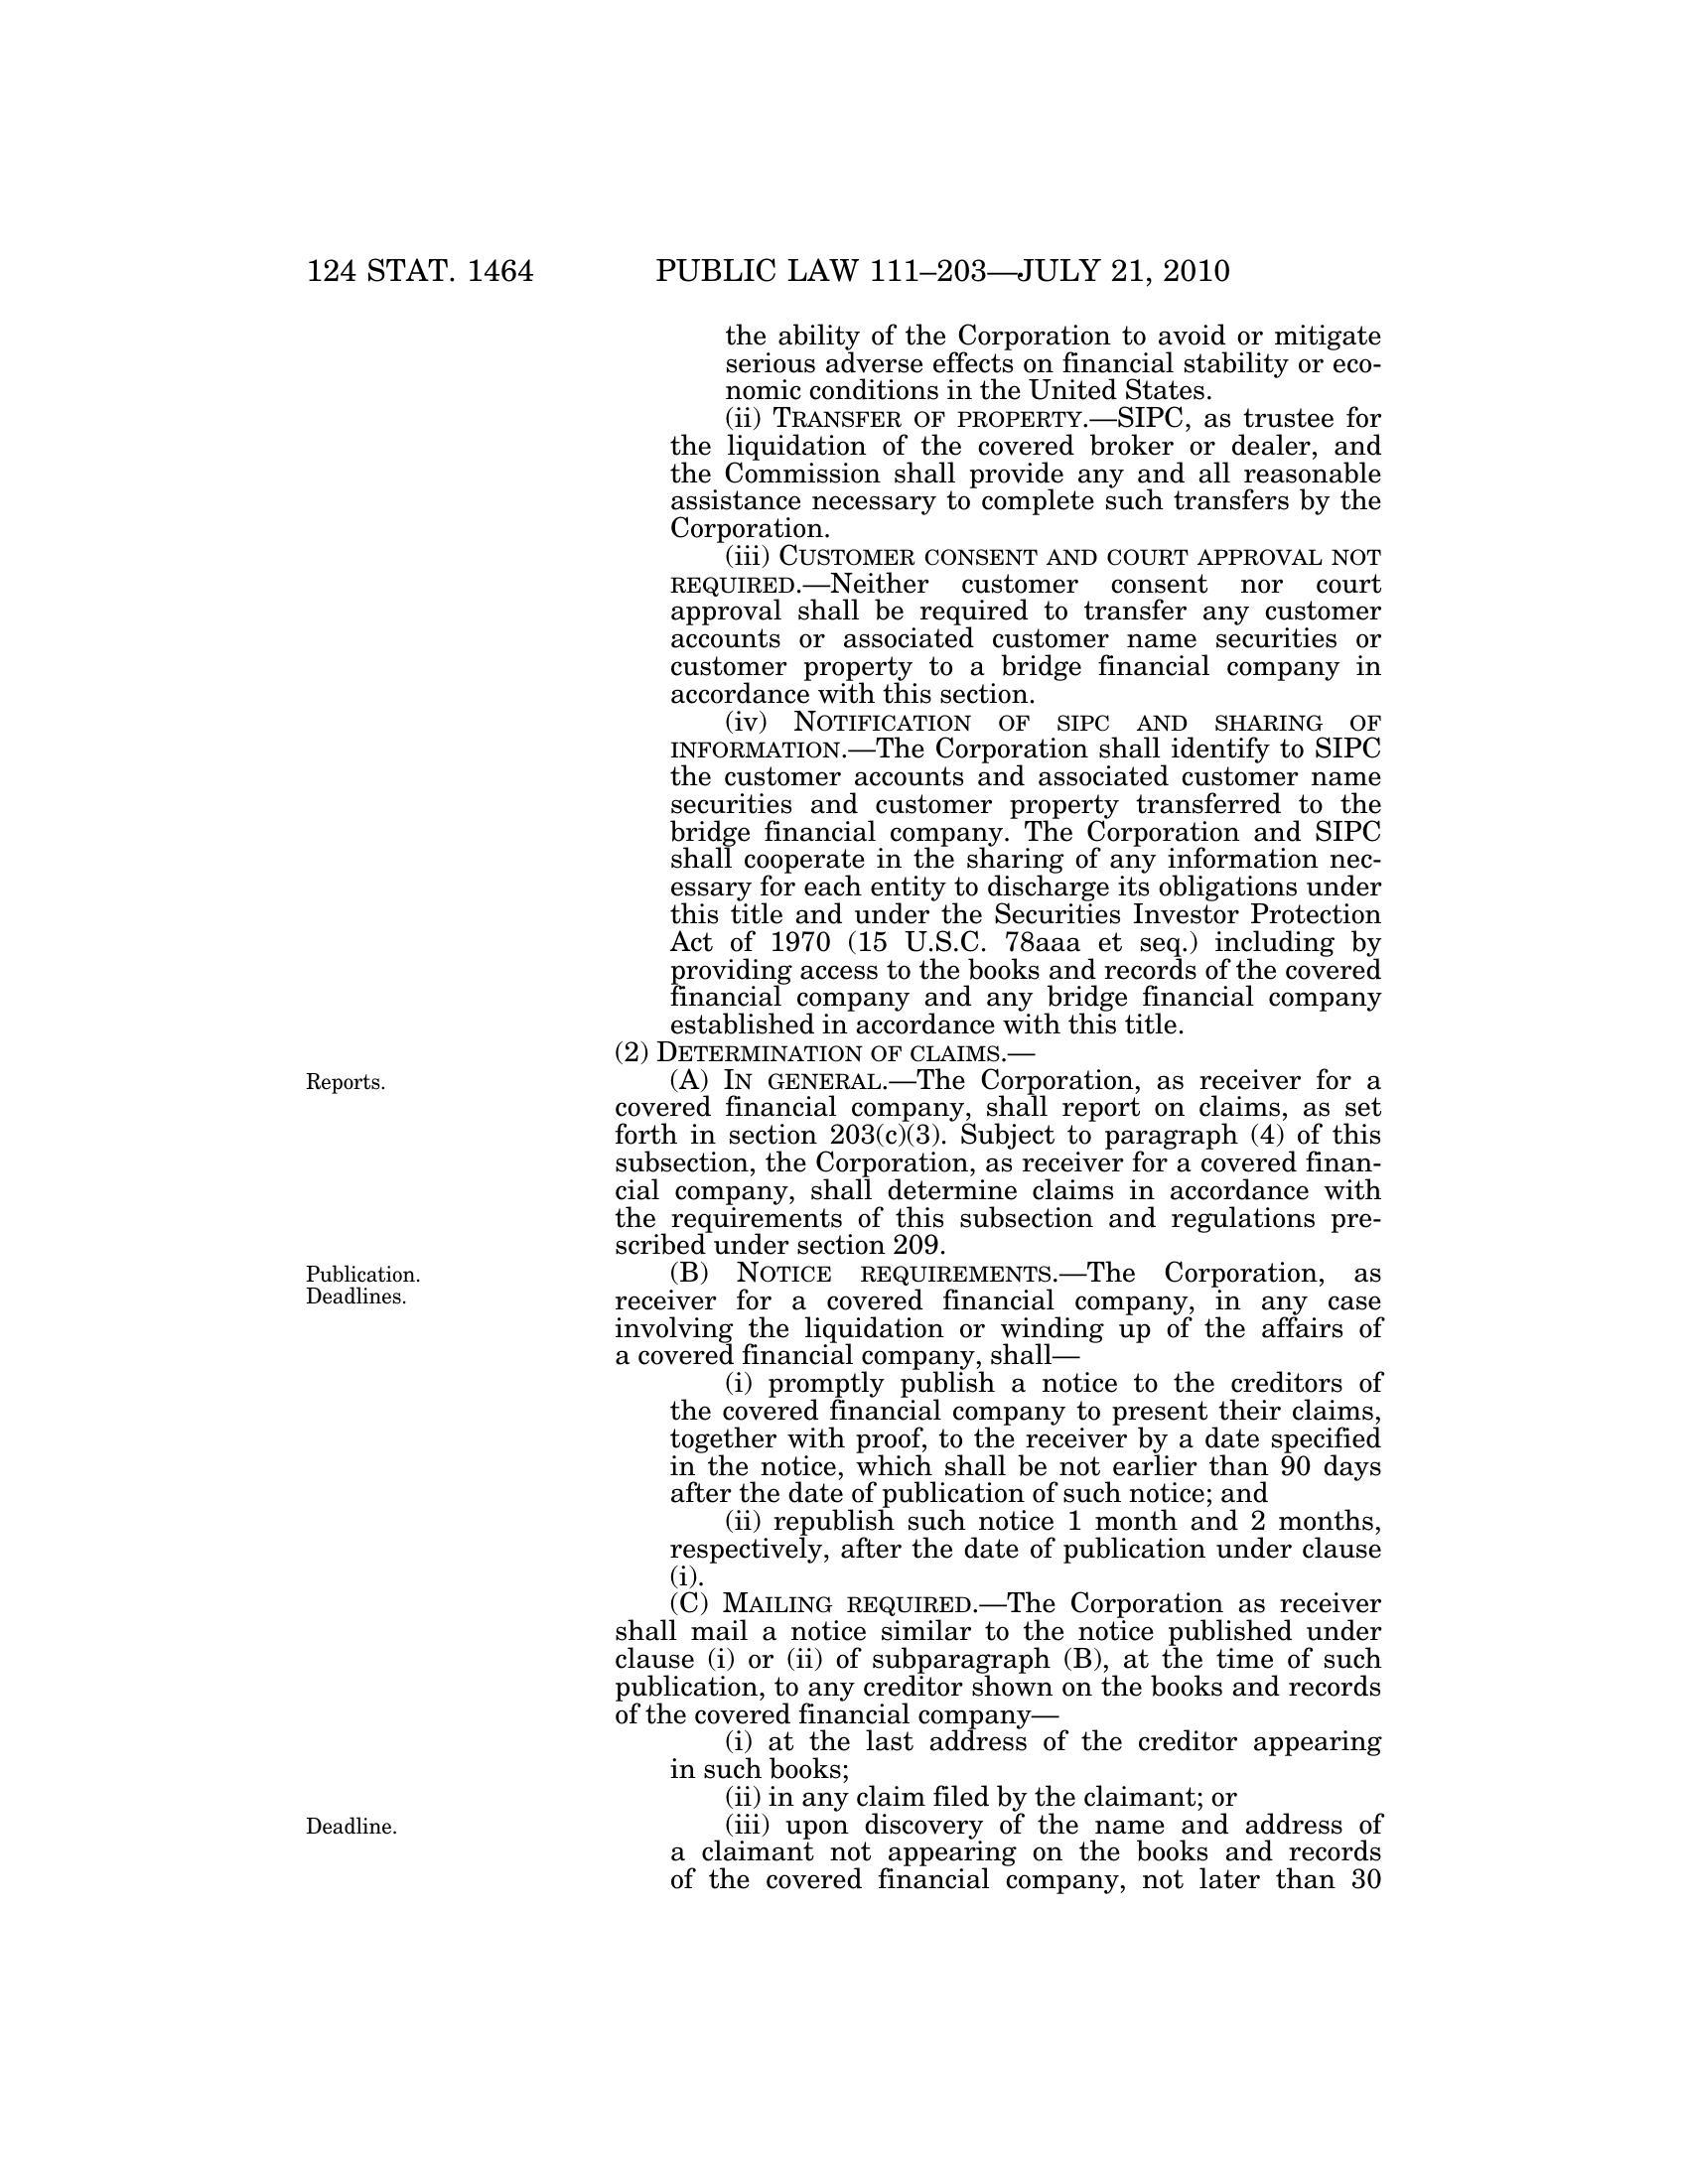 124 STAT. 1464 PUBLIC LAW 111–203—JULY 21, 2010
the ability of the Corporation to avoid or mitigate
serious adverse effects on financial stability or eco-
nomic conditions in the United States.
(ii) TRANSFER OF PROPERTY.—SIPC, as trustee for
the liquidation of the covered broker or dealer, and
the Commission shall provide any and all reasonable
assistance necessary to complete such transfers by the
Corporation.
(iii) CUSTOMER CONSENT AND COURT APPROVAL NOT
REQUIRED.—Neither customer consent nor court
approval shall be required to transfer any customer
accounts or associated customer name securities or
customer property to a bridge financial company in
accordance with this section.
(iv) NOTIFICATION OF SIPC AND SHARING OF
INFORMATION.—The Corporation shall identify to SIPC
the customer accounts and associated customer name
securities and customer property transferred to the
bridge financial company. The Corporation and SIPC
shall cooperate in the sharing of any information nec-
essary for each entity to discharge its obligations under
this title and under the Securities Investor Protection
Act of 1970 (15 U.S.C. 78aaa et seq.) including by
providing access to the books and records of the covered
financial company and any bridge financial company
established in accordance with this title.
(2) DETERMINATION OF CLAIMS.—
Reports.
(A) IN GENERAL.—The Corporation, as receiver for a
covered financial company, shall report on claims, as set
forth in section 203(c)(3). Subject to paragraph (4) of this
subsection, the Corporation, as receiver for a covered finan-
cial company, shall determine claims in accordance with
the requirements of this subsection and regulations pre-
scribed under section 209.
Publication.
Deadlines.
(B) NOTICE REQUIREMENTS.—The Corporation, as
receiver for a covered financial company, in any case
involving the liquidation or winding up of the affairs of
a covered financial company, shall—
(i) promptly publish a notice to the creditors of
the covered financial company to present their claims,
together with proof, to the receiver by a date specified
in the notice, which shall be not earlier than 90 days
after the date of publication of such notice; and
(ii) republish such notice 1 month and 2 months,
respectively, after the date of publication under clause
(i).
(C) MAILING REQUIRED.—The Corporation as receiver
shall mail a notice similar to the notice published under
clause (i) or (ii) of subparagraph (B), at the time of such
publication, to any creditor shown on the books and records
of the covered financial company—
(i) at the last address of the creditor appearing
in such books;
(ii) in any claim filed by the claimant; or
Deadline.
(iii) upon discovery of the name and address of
a claimant not appearing on the books and records
of the covered financial company, not later than 30